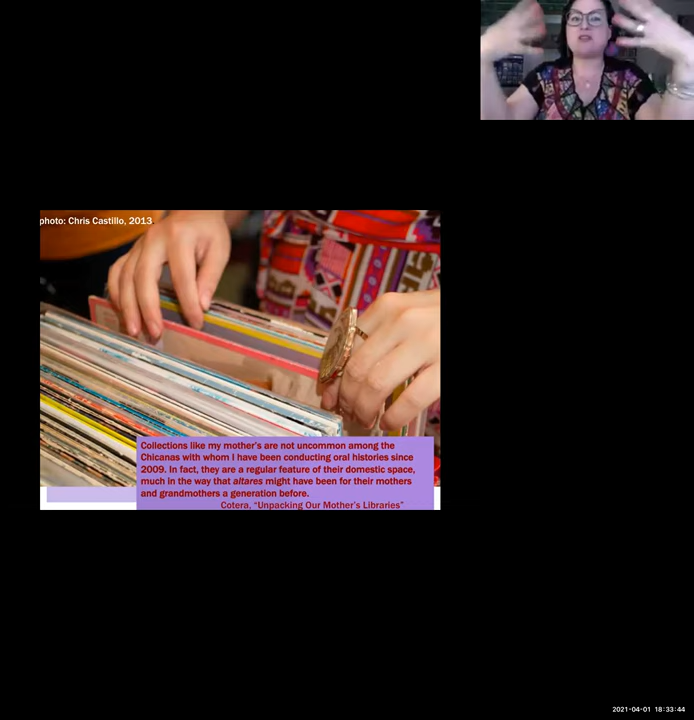 photo: Chris Castillo, 2013
Collections like my mother's are not uncommon among the
Chicanas with whom I have been conducting oral histories since
2009. In fact, they are a regular feature of their domestic space,
much in the way that altares might have been for their mothers
and grandmothers a generation before.
Cotera, “Unpacking Our Mother's Libraries”
2021-04-01 18:33:44